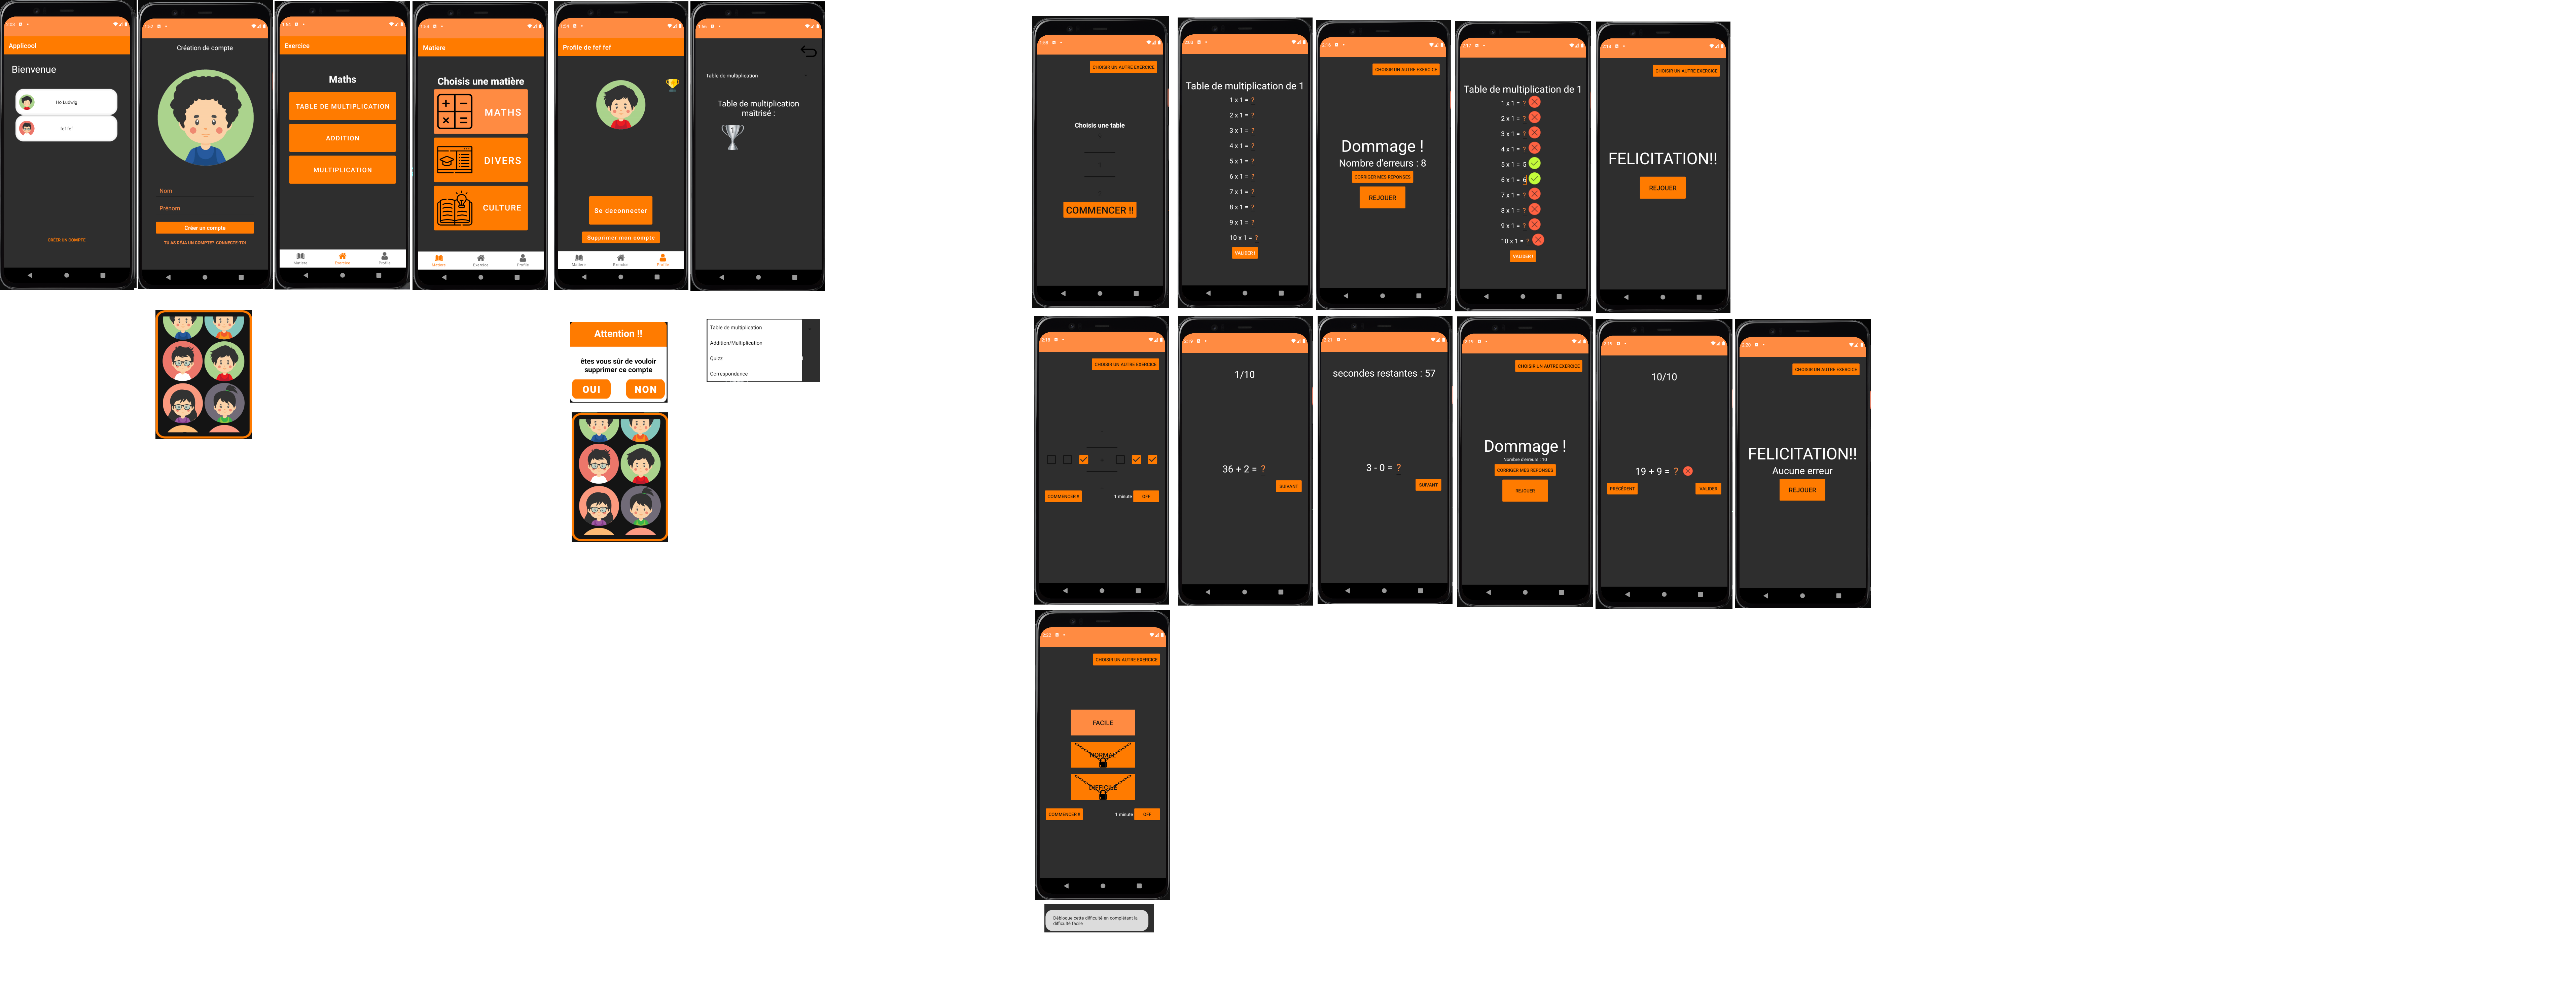 Applicool
Bienvenue
Ho Ludwig
fef fef
CRÉER UN COMPTE
Création de compte
Nom
Prénom
Créer un compte
TU AS DÉJA UN COMPTE? CONNECTE-TOI
Exercice
Maths
TABLE DE MULTIPLICATION
ADDITION
MULTIPLICATION
Matiere
Exercice
Profile
Matiere
Choisis une matière
MATHS
DIVERS
CULTURE
Matiere
Exercice
Profile
Profile de fef fef
Se deconnecter
Supprimer mon compte
Matiere
Exercice
Profile
Table de multiplication
Table de multiplication
maîtrisé :
Attention !!
êtes vous sûr de vouloir
supprimer ce compte
OUI
NON
Table de multiplication
Addition/Multiplication
Quizz
Correspondance
CHOISIR UN AUTRE EXERCICE
Choisis une table
1
COMMENCER !!
Table de multiplication de 1
1 x 1 = ?
2 x 1 = ?
3 x 1 = ?
4 x 1 = ?
5 x 1 = ?
6 x 1 = ?
7 x 1 = ?
8 x 1 = ?
9 x 1 = ?
10 x 1 = ?
VALIDER !
CHOISIR UN AUTRE EXERCICE
Dommage !
Nombre d'erreurs : 8
CORRIGER MES REPONSES
REJOUER
CHOISIR UN AUTRE EXERCICE
Table de multiplication de 1
1 x 1 = ?
2 x 1 = ?
3 x 1 = ?
4 x 1 = ?
5 x 1 = 5
6 x 1 = 6
7 x 1 = ?
8 x 1 = ?
9 x 1 = ?
10 x 1 = ?
VALIDER !
CHOISIR UN AUTRE EXERCICE
FELICITATION!!
REJOUER
CHOISIR UN AUTRE EXERCICE
+
COMMENCER !!
1 minute
OFF
1/10
36 + 2 = ?
SUIVANT
secondes restantes : 57
3 - 0 = ?
SUIVANT
CHOISIR UN AUTRE EXERCICE
Dommage !
Nombre d'erreurs : 10
CORRIGER MES REPONSES
REJOUER
10/10
19 + 9 = ?
PRÉCÉDENT
VALIDER
CHOISIR UN AUTRE EXERCICE
FELICITATION!!
Aucune erreur
REJOUER
CHOISIR UN AUTRE EXERCICE
FACILE
NORMAL
DIFFICILE
COMMENCER !!
1 minute
OFF
Débloque cette difficulté en complétant la
difficulté facile